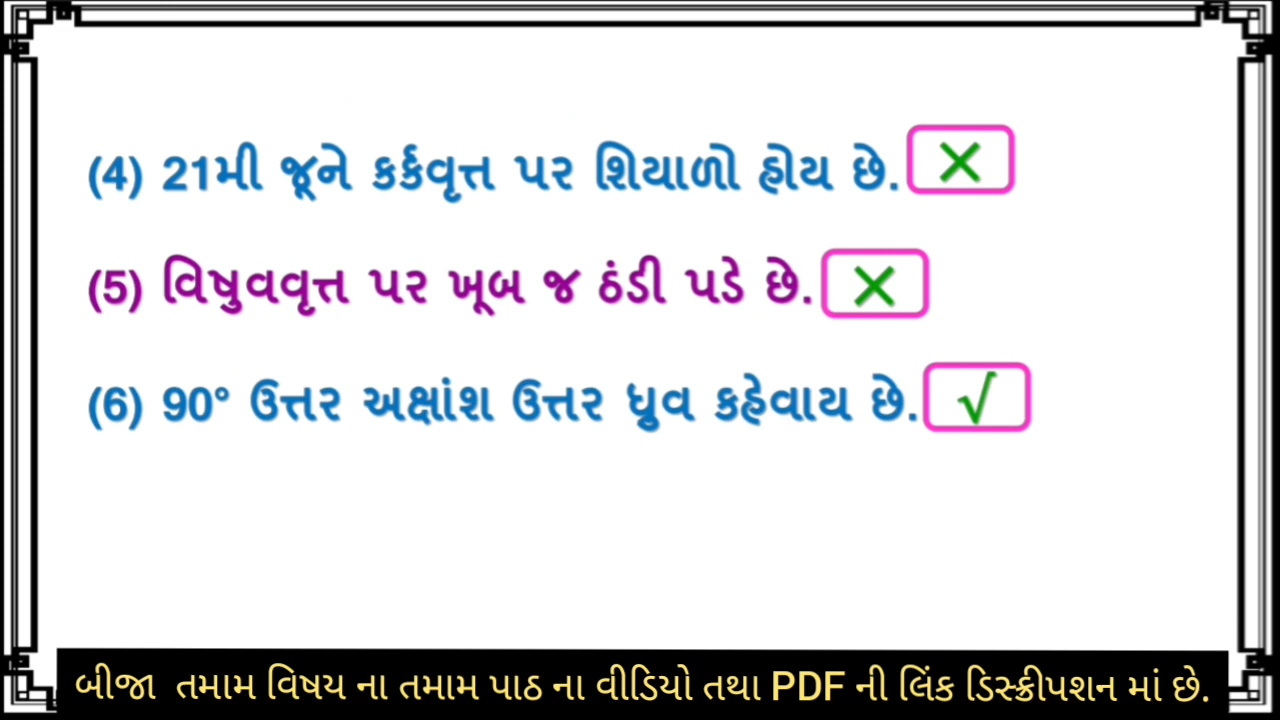 (4) 21મી જૂને કર્કવૃત્ત પર શિયાળો હોય છે. ✕
(5) વિષુવવૃત્ત પર ખૂબ જ ઠંડી પડે છે. ✕
(6) 90° ઉત્તર અક્ષાંશ ઉત્તર ધ્રુવ કહેવાય છે. √
બીજા તમામ વિષય ના તમામ પાઠ ના વીડિયો તથા PDF ની લિંક ડિસ્ક્રીપશન માં છે.